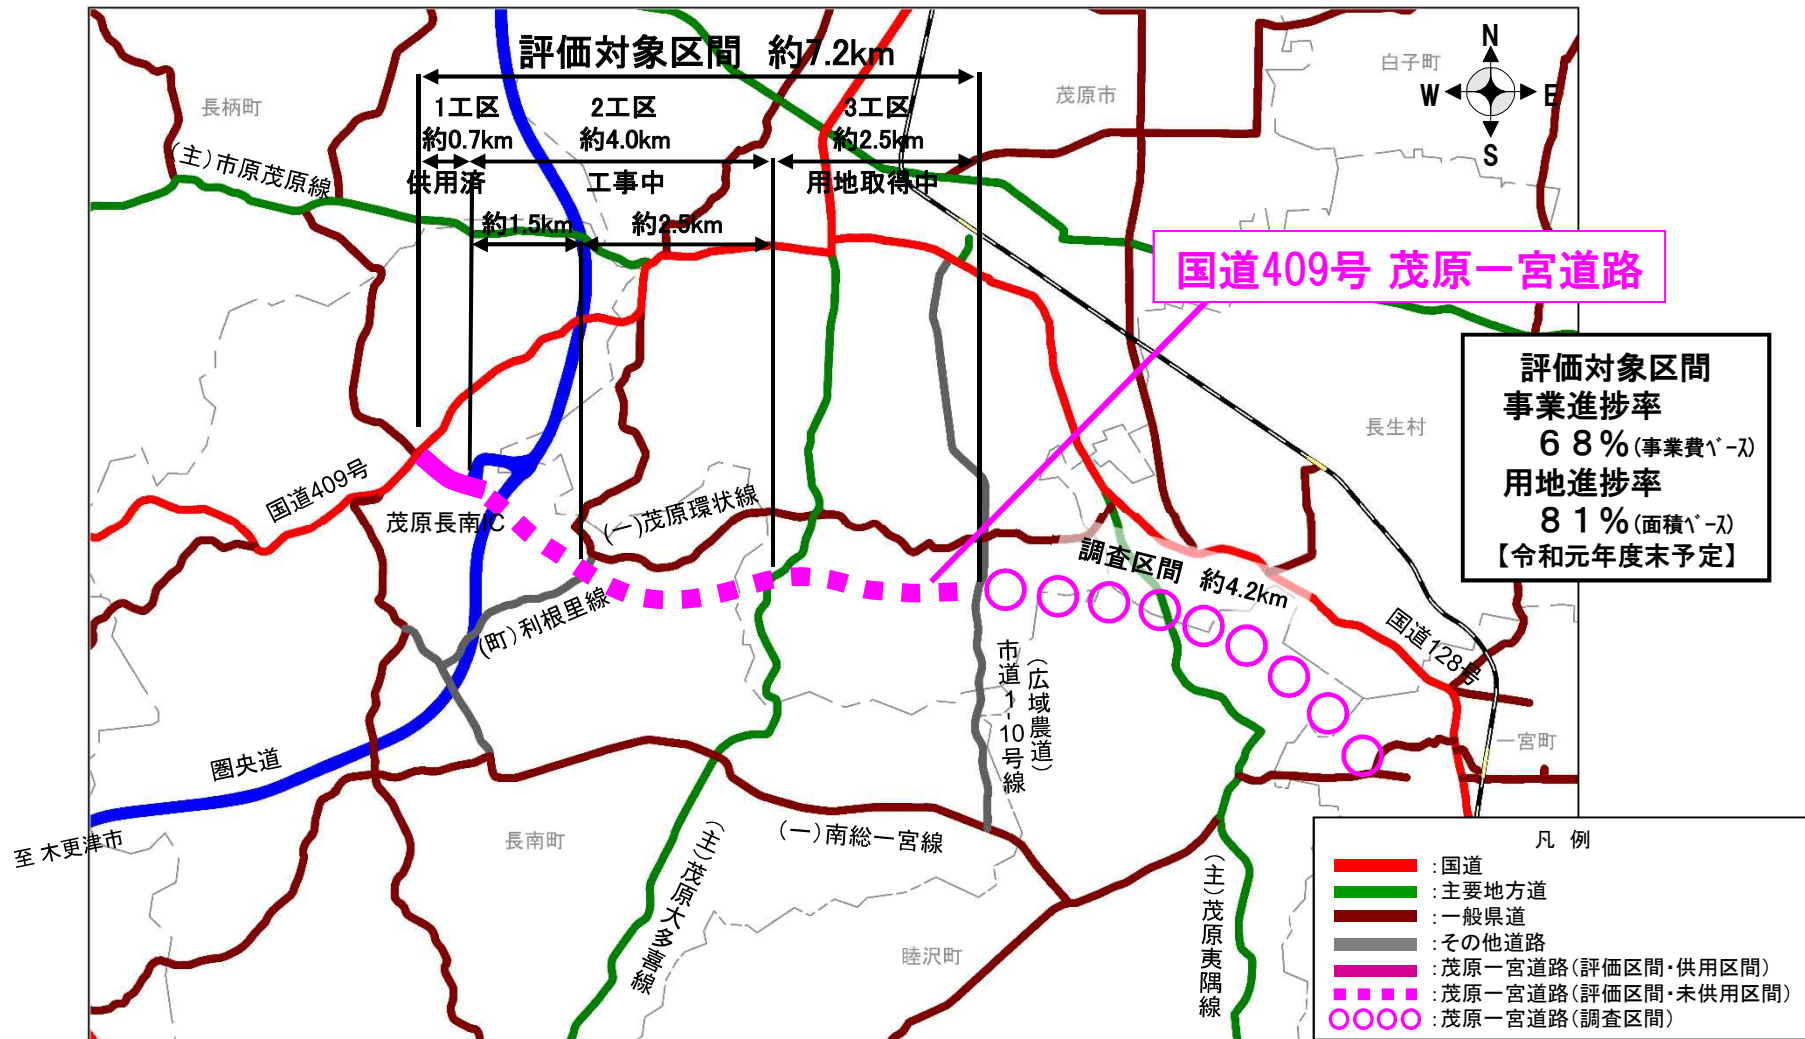 評価対象区間 約7.2km
1工区
約0.7km
供用済
2工区
約4.0km
工事中
3工区
約2.5km
用地取得中
約1.5km
約2.5km
N
W
E
S
長柄町
茂原市
白子町
(主)市原茂原線
国道409号 茂原一宮道路
評価対象区間
事業進捗率
68%(事業費ベース)
用地進捗率
81%(面積ベース)
【令和元年度末予定】
長生村
国道409号
茂原長南IC
(一)茂原環状線
調査区間 約4.2km
(町)利根里線
国道128号
市道1-10号線
(広域農道)
一宮町
圏央道
至 木更津市
長南町
(主)茂原大多喜線
(一)南総一宮線
(主)茂原夷隅線
睦沢町
凡 例
:国道
:主要地方道
:一般県道
:その他道路
:茂原一宮道路(評価区間・供用区間)
:茂原一宮道路(評価区間・未供用区間)
:茂原一宮道路(調査区間)